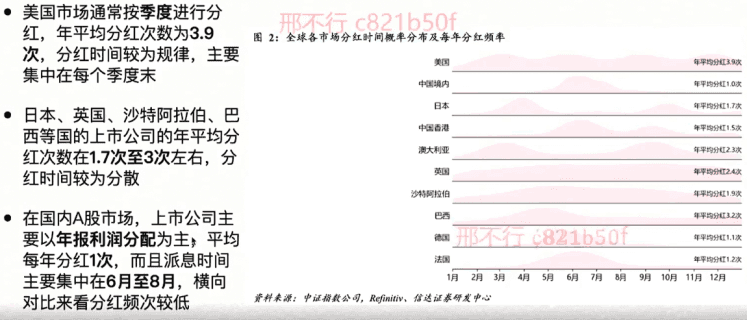 美国市场通常按季度进行分
红，年平均分红次数为3.9
次，分红时间较为规律，主要
集中在每个季度末
日本、英国、沙特阿拉伯、巴
西等国的上市公司的年平均分
红次数在1.7次至3次左右，分
红时间较为分散
在国内A股市场，上市公司主
要以年报利润分配为主，平均
每年分红1次，而且派息时间
主要集中在6月至8月，横向
对比来看分红频次较低
邢不行 c821b50f
图 2：全球各市场分红时间概率分布及每年分红频率
美国 年平均分红3.9次
中国境内 年平均分红1.0次
日本 年平均分红1.7次
中国香港 年平均分红1.5次
澳大利亚 年平均分红2.3次
英国 年平均分红2.4次
沙特阿拉伯 年平均分红1.9次
巴西 年平均分红3.2次
德国 年平均分红1.1次
法国 年平均分红1.2次
邢不行 c821b50f
1月 2月 3月 4月 5月 6月 7月 8月 9月 10月 11月 12月
资料来源：中证指数公司，Refinitiv、信达证券研发中心